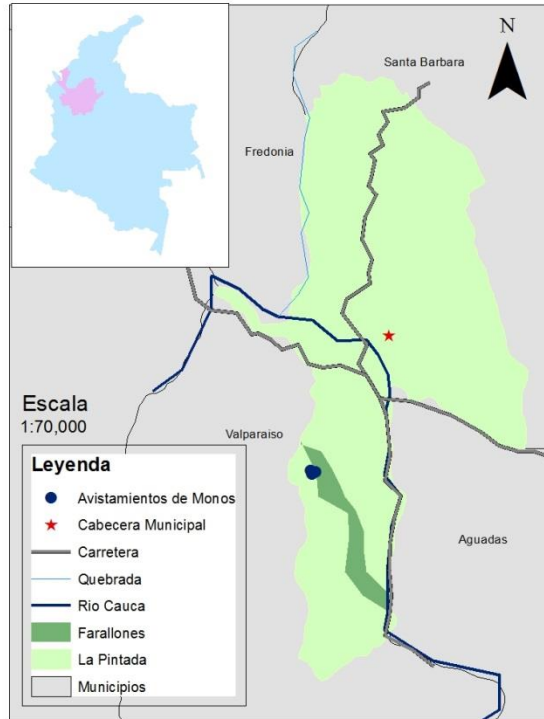 N
Santa Barbara
Fredonia
Escala
1:70,000
Valparaiso
Aguadas
Leyenda
Avistamientos de Monos
Cabecera Municipal
Carretera
Quebrada
Rio Cauca
Farallones
La Pintada
Municipios